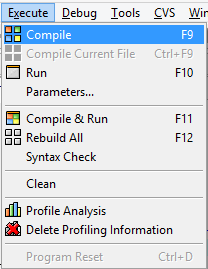 Execute Debug Tools CVS
Compile F9
Compile Current File Ctrl+F9
Run F10
Parameters...
Compile & Run F11
Rebuild All F12
Syntax Check
Clean
Profile Analysis
Delete Profiling Information
Program Reset Ctrl+D